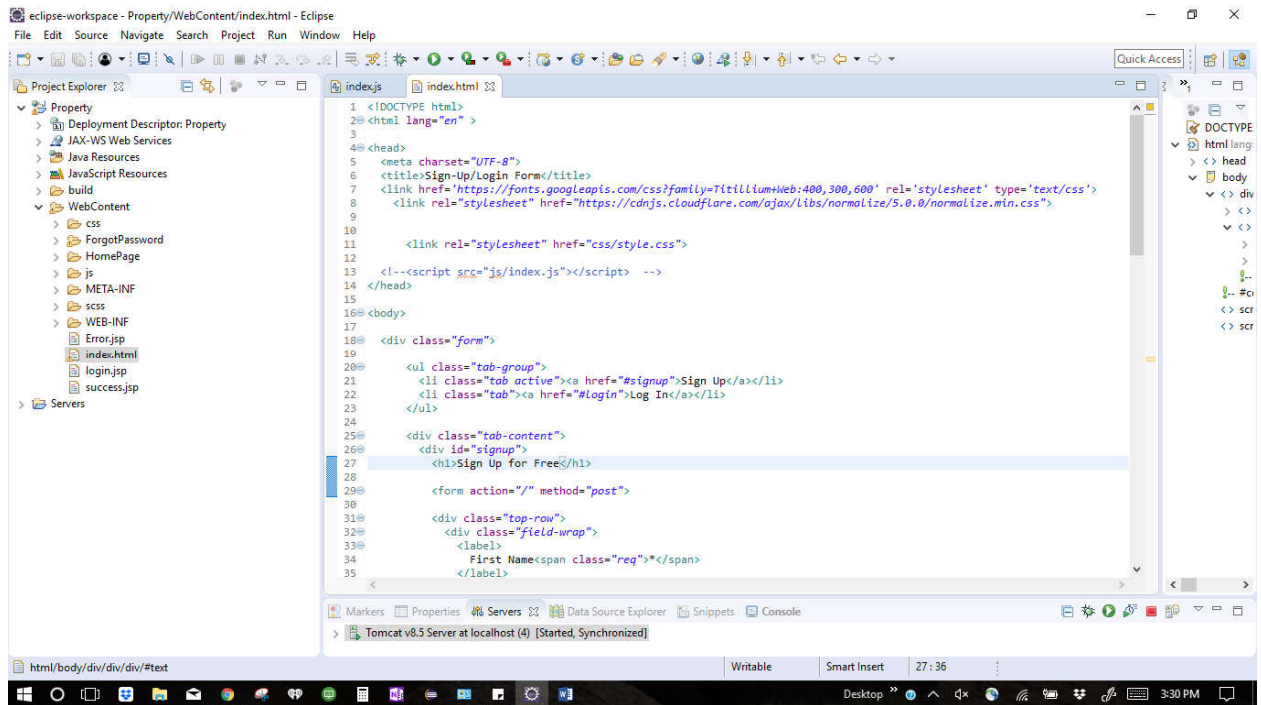 eclipse-workspace - Property/WebContent/index.html - Eclipse
File Edit Source Navigate Search Project Run Window Help
Quick Access
Project Explorer
Property
Deployment Descriptor: Property
JAX-WS Web Services
Java Resources
JavaScript Resources
build
WebContent
css
ForgotPassword
HomePage
js
META-INF
scss
WEB-INF
Error.jsp
index.html
login.jsp
success.jsp
Servers
index.js index.html
1 <!DOCTYPE html>
2 <html lang="en" >
3
4 <head>
5 <meta charset="UTF-8">
6 <title>Sign-Up/Login Form</title>
7 <link href='https://fonts.googleapis.com/css?family=Titillium+Web:400,300,600' rel='stylesheet' type='text/css'>
8 <link rel="stylesheet" href="https://cdnjs.cloudflare.com/ajax/libs/normalize/5.0.0/normalize.min.css">
9
10
11 <link rel="stylesheet" href="css/style.css">
12
13 <!--<script src="js/index.js"></script> -->
14 </head>
15
16 <body>
17
18 <div class="form">
19
20 <ul class="tab-group">
21 <li class="tab active"><a href="#signup">Sign Up</a></li>
22 <li class="tab"><a href="#login">Log In</a></li>
23 </ul>
24
25 <div class="tab-content">
26 <div id="signup">
27 <h1>Sign Up for Free</h1>
28
29 <form action="/" method="post">
30
31 <div class="top-row">
32 <div class="field-wrap">
33 <label>
34 First Name<span class="req">*</span>
35 </label>
DOCTYPE
html lang:
<> head
body
<> div
<>
<>
#c
<> scr
<> scr
Markers Properties Servers Data Source Explorer Snippets Console
Tomcat v8.5 Server at localhost (4) [Started, Synchronized]
html/body/div/div/div/#text Writable Smart Insert 27 : 36
Desktop 3:30 PM